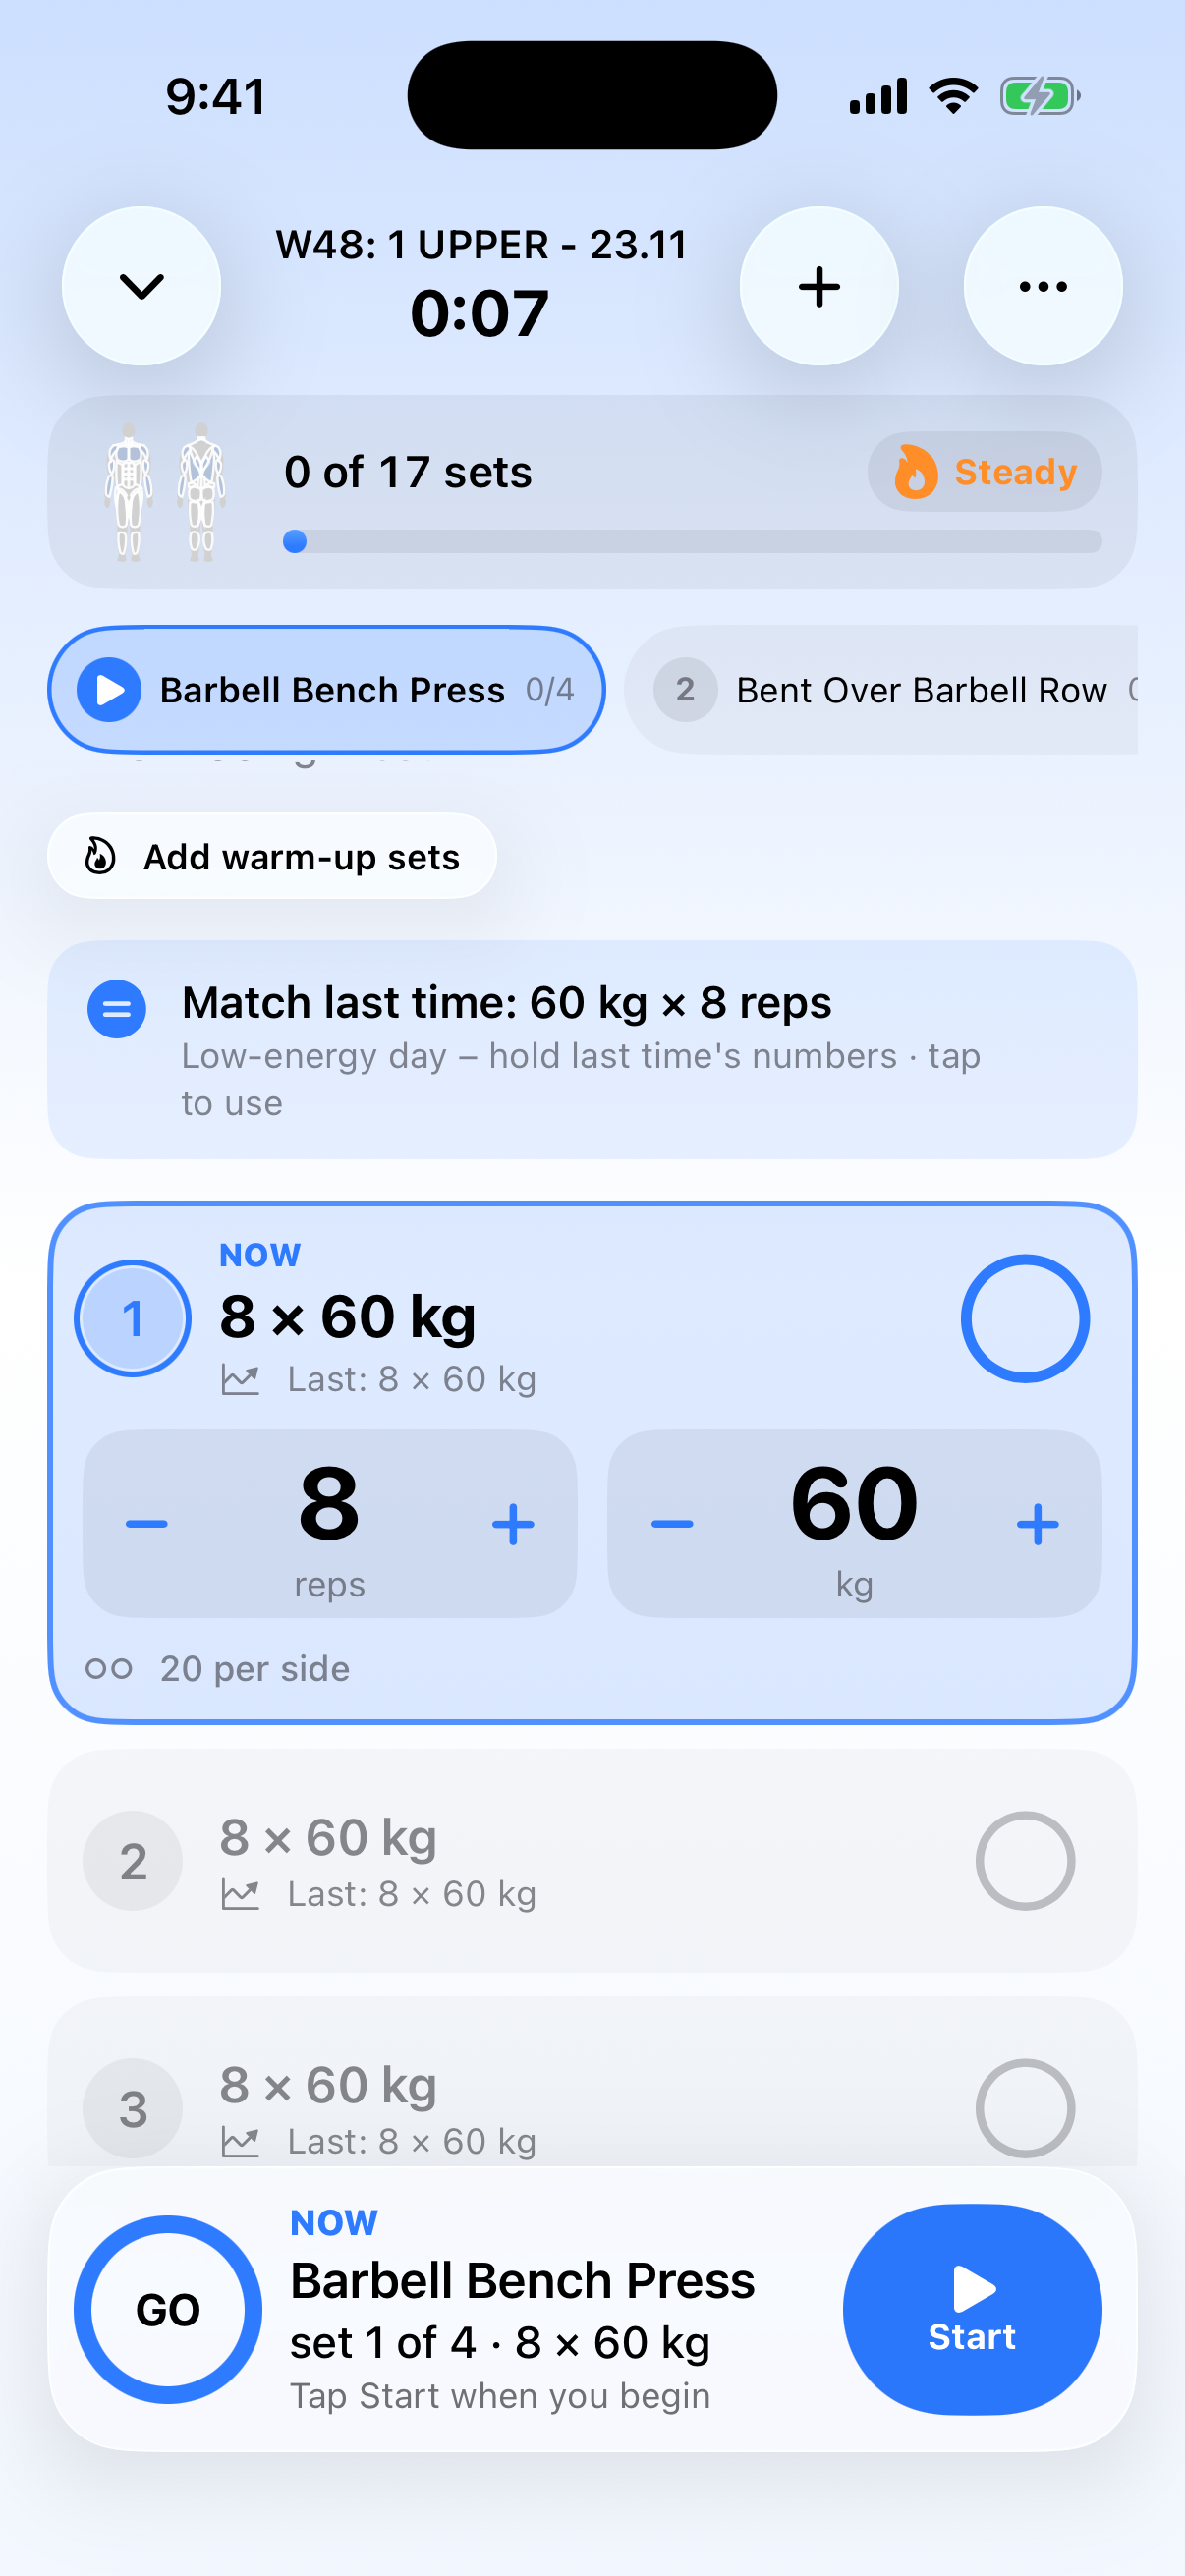 9:41
W48: 1 UPPER - 23.11
0:07
0 of 17 sets
Steady
Barbell Bench Press 0/4
2 Bent Over Barbell Row
Add warm-up sets
Match last time: 60 kg × 8 reps
Low-energy day – hold last time's numbers · tap
to use
NOW
1
8 × 60 kg
Last: 8 × 60 kg
8
reps
60
kg
20 per side
2
8 × 60 kg
Last: 8 × 60 kg
3
8 × 60 kg
Last: 8 × 60 kg
GO
NOW
Barbell Bench Press
set 1 of 4 · 8 × 60 kg
Tap Start when you begin
Start